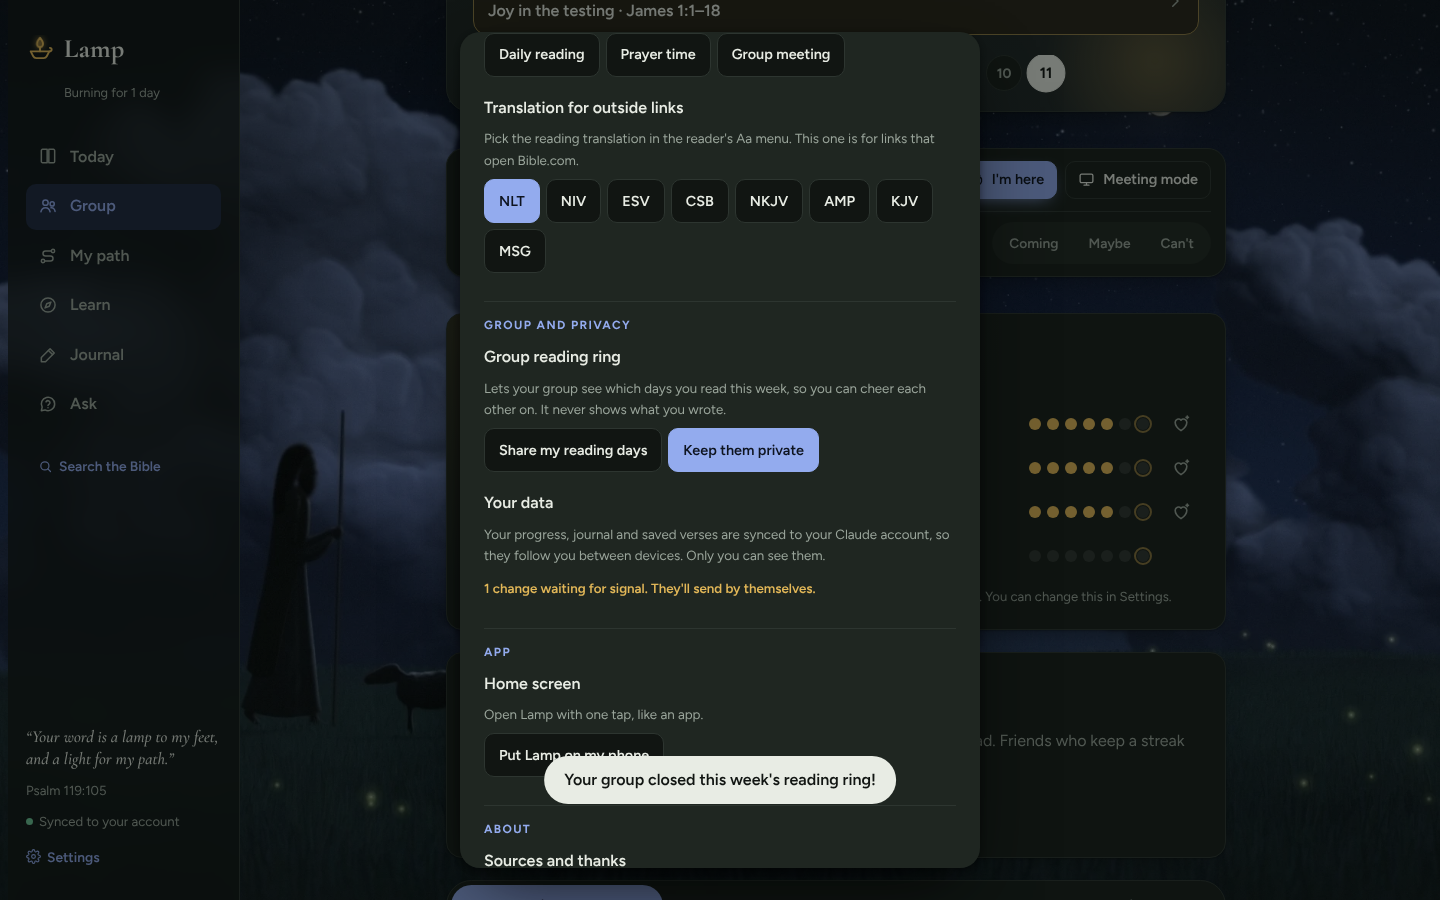 Lamp
Burning for 1 day
Today
Group
My path
Learn
Journal
Ask
Search the Bible
“Your word is a lamp to my feet,
and a light for my path.”
Psalm 119:105
Synced to your account
Settings
Joy in the testing · James 1:1–18
10
11
I'm here
Meeting mode
Coming
Maybe
Can't
You can change this in Settings.
Friends who keep a streak
Daily reading
Prayer time
Group meeting
Translation for outside links
Pick the reading translation in the reader's Aa menu. This one is for links that
open Bible.com.
NLT
NIV
ESV
CSB
NKJV
AMP
KJV
MSG
GROUP AND PRIVACY
Group reading ring
Lets your group see which days you read this week, so you can cheer each
other on. It never shows what you wrote.
Share my reading days
Keep them private
Your data
Your progress, journal and saved verses are synced to your Claude account, so
they follow you between devices. Only you can see them.
1 change waiting for signal. They'll send by themselves.
APP
Home screen
Open Lamp with one tap, like an app.
Put Lamp on my phone
Your group closed this week's reading ring!
ABOUT
Sources and thanks